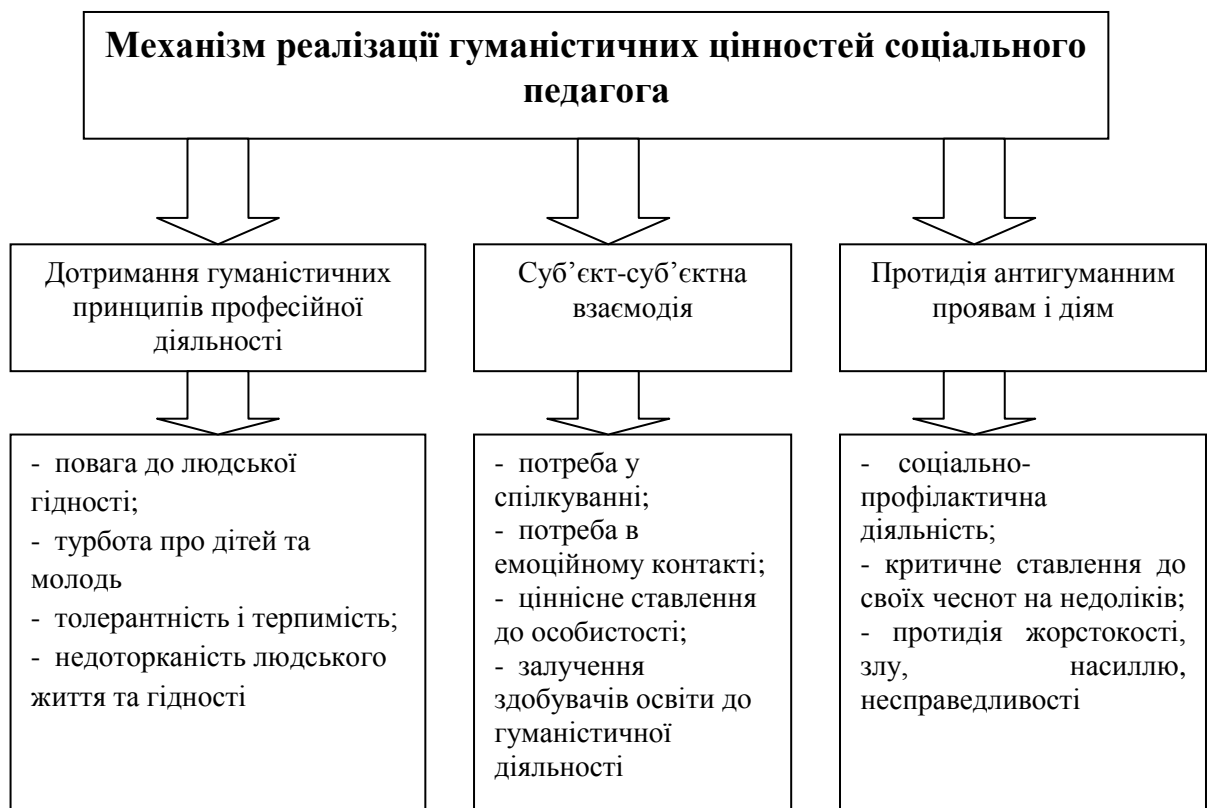 Механізм реалізації гуманістичних цінностей соціального
педагога
Дотримання гуманістичних
принципів професійної
діяльності
Суб’єкт-суб’єктна
взаємодія
Протидія антигуманним
проявам і діям
- повага до людської
гідності;
- турбота про дітей та
молодь
- толерантність і терпимість;
- недоторканість людського
життя та гідності
- потреба у
спілкуванні;
- потреба в
емоційному контакті;
- ціннісне ставлення
до особистості;
- залучення
здобувачів освіти до
гуманістичної
діяльності
- соціально-
профілактична
діяльність;
- критичне ставлення до
своїх чеснот на недоліків;
- протидія жорстокості,
злу, насиллю,
несправедливості